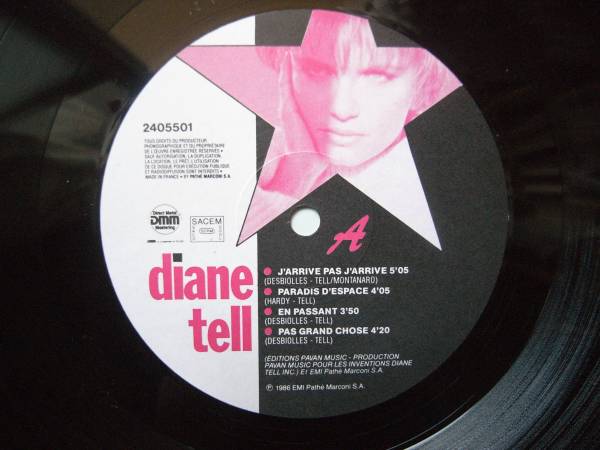 2405501
TOUS DROITS DU PRODUCTEUR
PHONOGRAPHIQUE ET DU PROPRIÉTAIRE
DE L'ŒUVRE ENREGISTRÉE RÉSERVÉS •
SAUF AUTORISATION, LA DUPLICATION,
LA LOCATION, LE PRÊT, L'UTILISATION
DE CE DISQUE POUR EXÉCUTION PUBLIQUE
ET RADIODIFFUSION SONT INTERDITS •
MADE IN FRANCE • BY PATHÉ MARCONI S.A.
Direct Metal
DMM
Mastering
SACEM
diane
tell
A
J'ARRIVE PAS J'ARRIVE 5'05
(DESBIOLLES - TELL/MONTANARO)
PARADIS D'ESPACE 4'05
(HARDY - TELL)
EN PASSANT 3'50
(DESBIOLLES - TELL)
PAS GRAND CHOSE 4'20
(DESBIOLLES - TELL)
(ÉDITIONS PAVAN MUSIC - PRODUCTION
PAVAN MUSIC POUR LES INVENTIONS DIANE
TELL INC.) ET EMI Pathé Marconi S.A.
℗ 1986 EMI Pathé Marconi S.A.